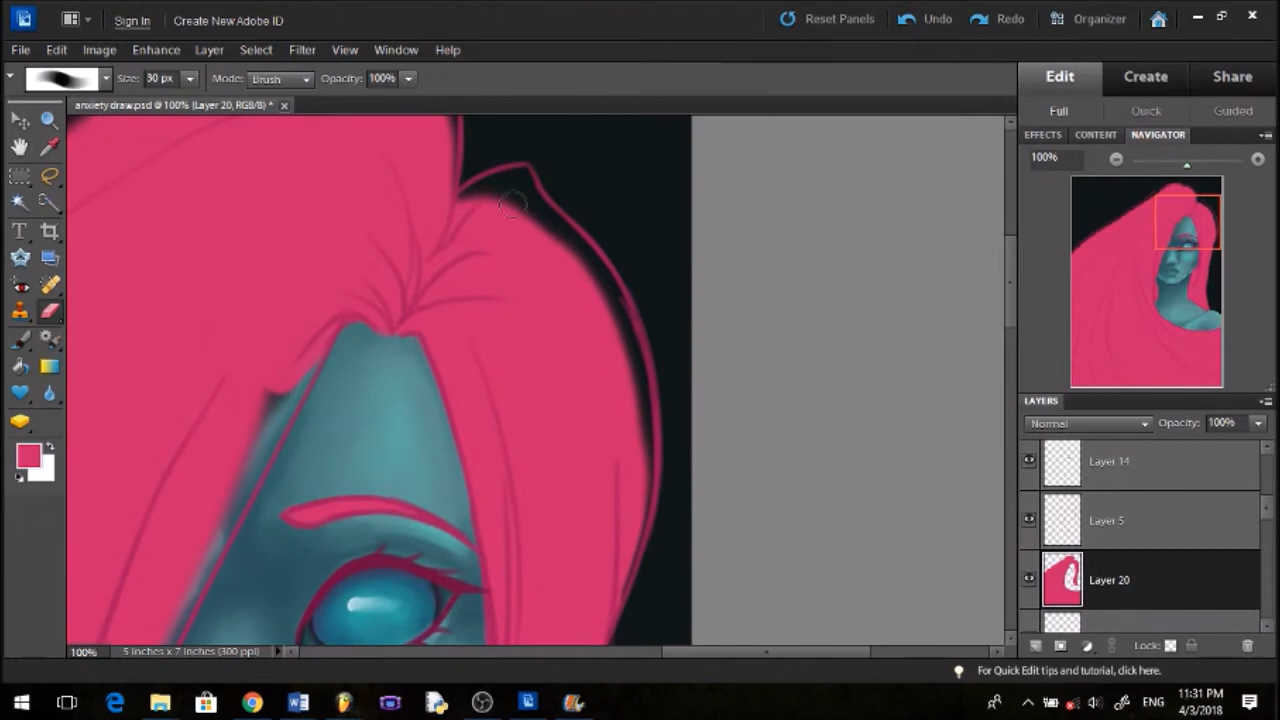 Sign In Create New Adobe ID Reset Panels Undo Redo Organizer
File Edit Image Enhance Layer Select Filter View Window Help
Size: 30 px Mode: Brush Opacity: 100% Edit Create Share
anxiety draw.psd @ 100% (Layer 20, RGB/8) * Full Quick Guided
EFFECTS CONTENT NAVIGATOR
100%
LAYERS
Normal Opacity: 100%
Layer 14
Layer 5
Layer 20
Lock:
100% 5 inches x 7 inches (300 ppi)
For Quick Edit tips and tutorial, click here.
ENG 11:31 PM
4/3/2018